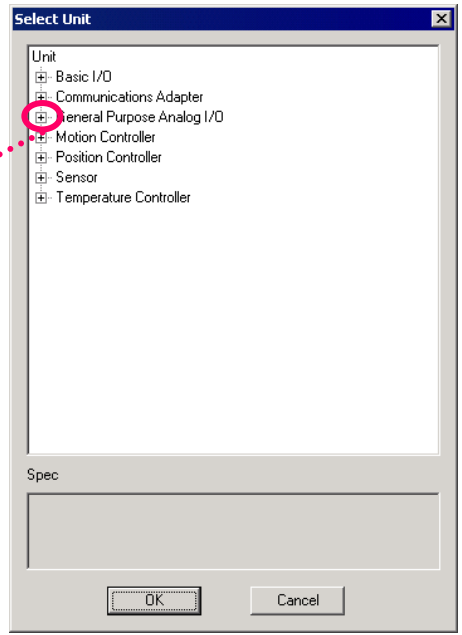 Select Unit
Unit
Basic I/O
Communications Adapter
General Purpose Analog I/O
Motion Controller
Position Controller
Sensor
Temperature Controller
Spec
OK
Cancel